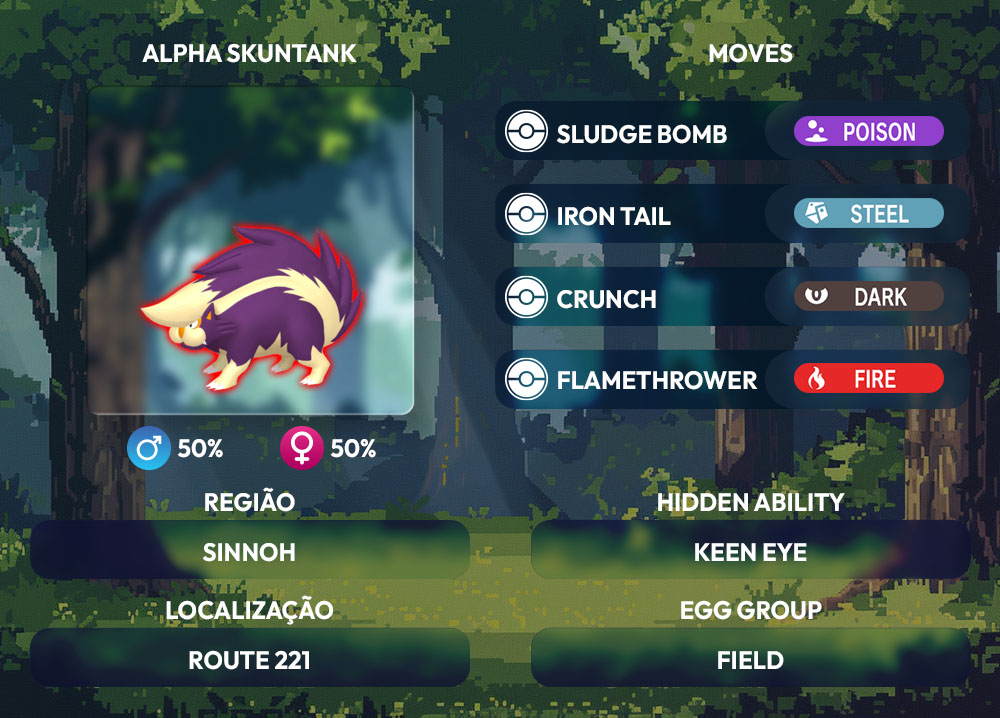 ALPHA SKUNTANK
MOVES
SLUDGE BOMB
POISON
IRON TAIL
STEEL
CRUNCH
DARK
FLAMETHROWER
FIRE
50%
50%
REGIÃO
SINNOH
HIDDEN ABILITY
KEEN EYE
LOCALIZAÇÃO
ROUTE 221
EGG GROUP
FIELD